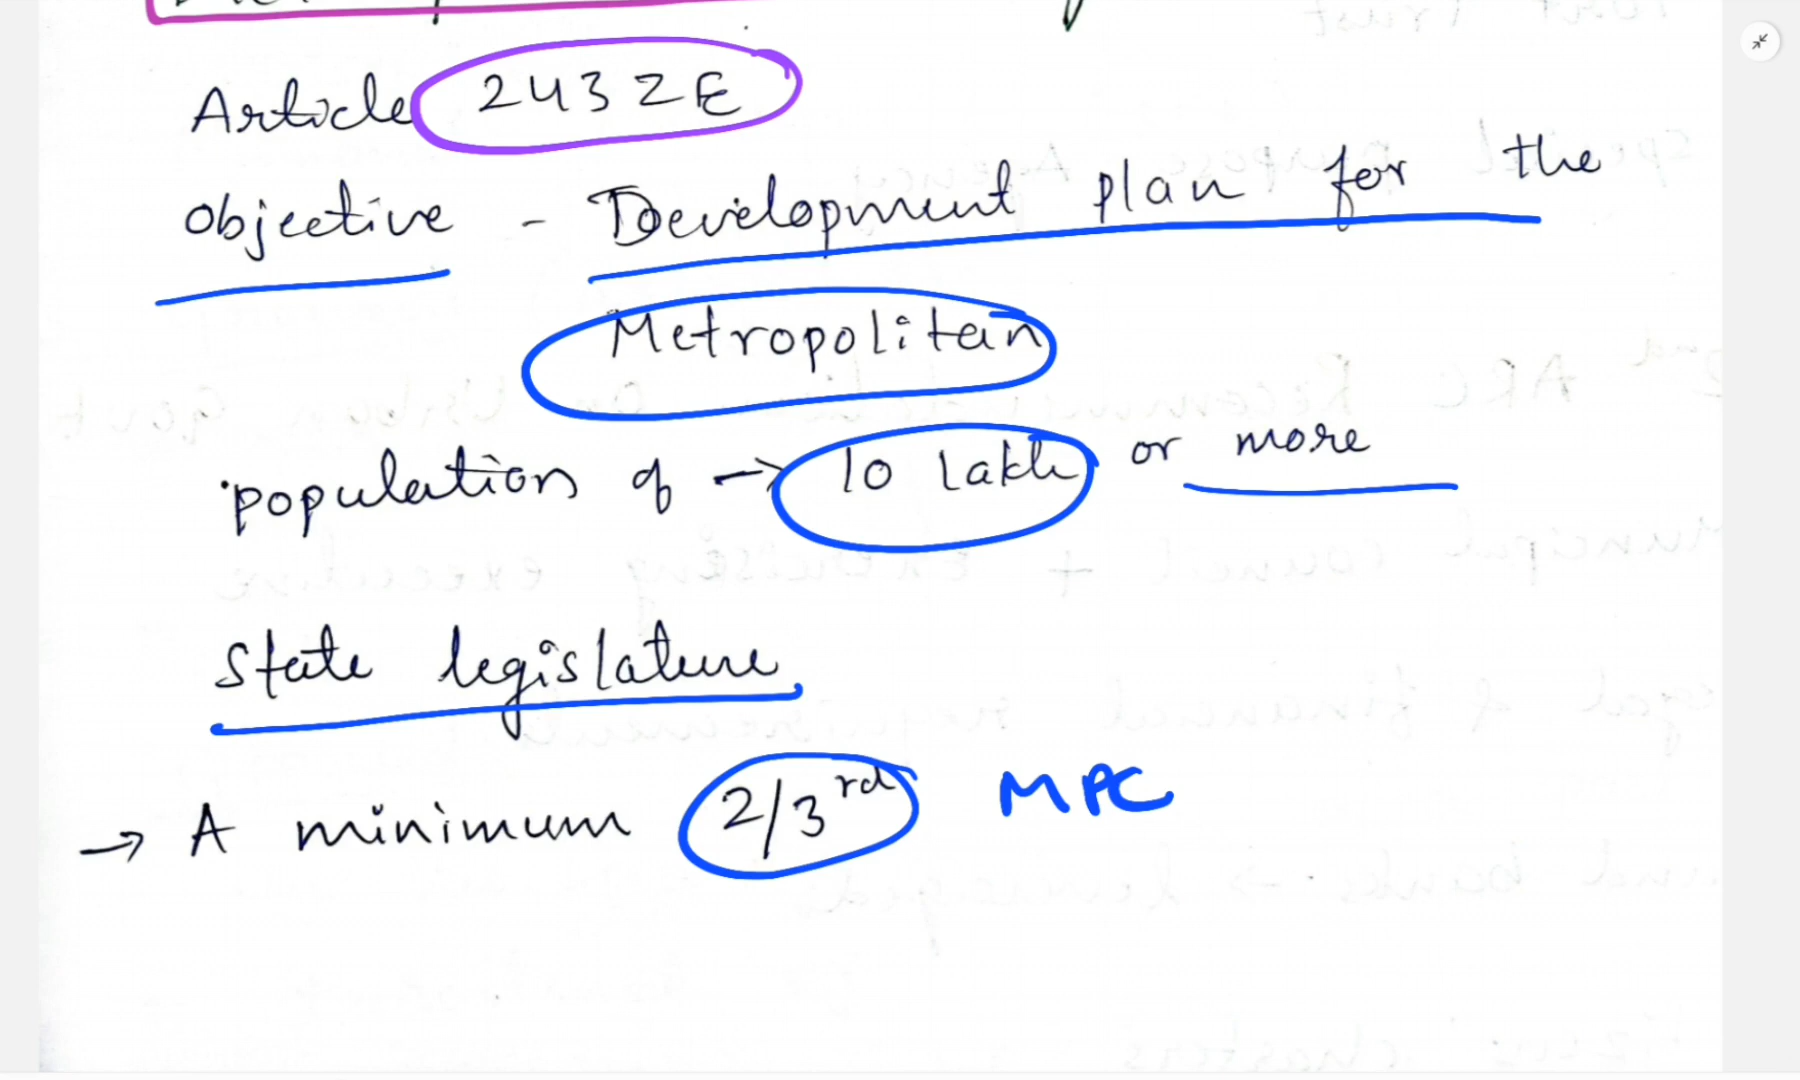 Article 243ZE
objective - Development plan for the
Metropolitan
population of → 10 lakh or more
State legislature
→ A minimum 2/3rd MPC